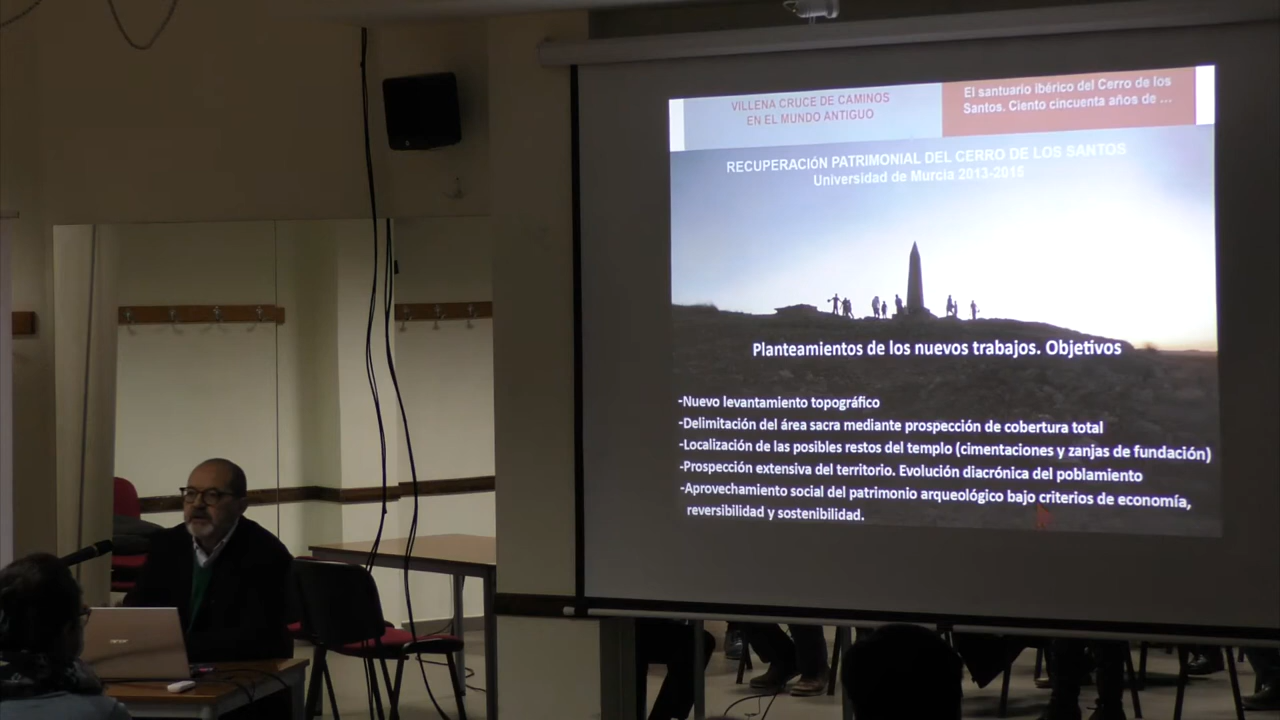 VILLENA CRUCE DE CAMINOS
EN EL MUNDO ANTIGUO
El santuario ibérico del Cerro de los
Santos. Ciento cincuenta años de ...
RECUPERACIÓN PATRIMONIAL DEL CERRO DE LOS SANTOS
Universidad de Murcia 2013-2015
Planteamientos de los nuevos trabajos. Objetivos
-Nuevo levantamiento topográfico
-Delimitación del área sacra mediante prospección de cobertura total
-Localización de las posibles restos del templo (cimentaciones y zanjas de fundación)
-Prospección extensiva del territorio. Evolución diacrónica del poblamiento
-Aprovechamiento social del patrimonio arqueológico bajo criterios de economía,
reversibilidad y sostenibilidad.